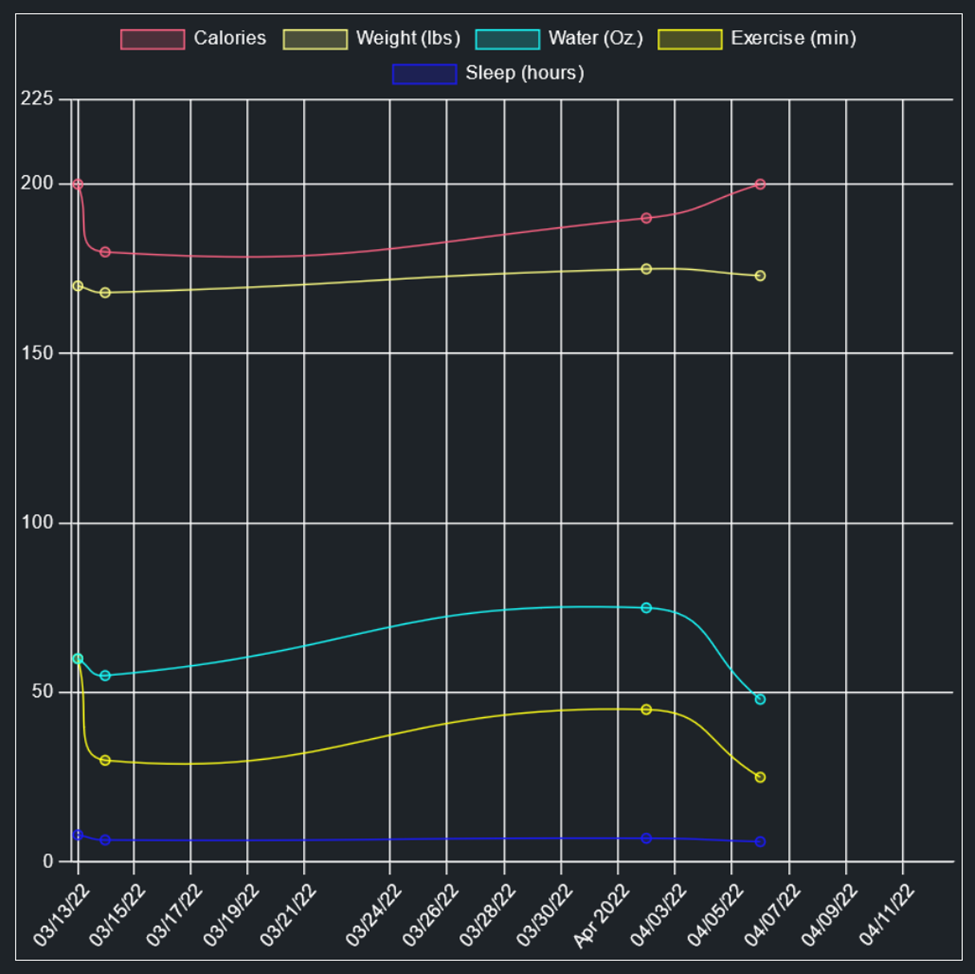 Calories Weight (lbs) Water (Oz.) Exercise (min)
Sleep (hours)
225
200
150
100
50
0
03/13/22 03/15/22 03/17/22 03/19/22 03/21/22 03/24/22 03/26/22 03/28/22 03/30/22 Apr 2022 04/03/22 04/05/22 04/07/22 04/09/22 04/11/22